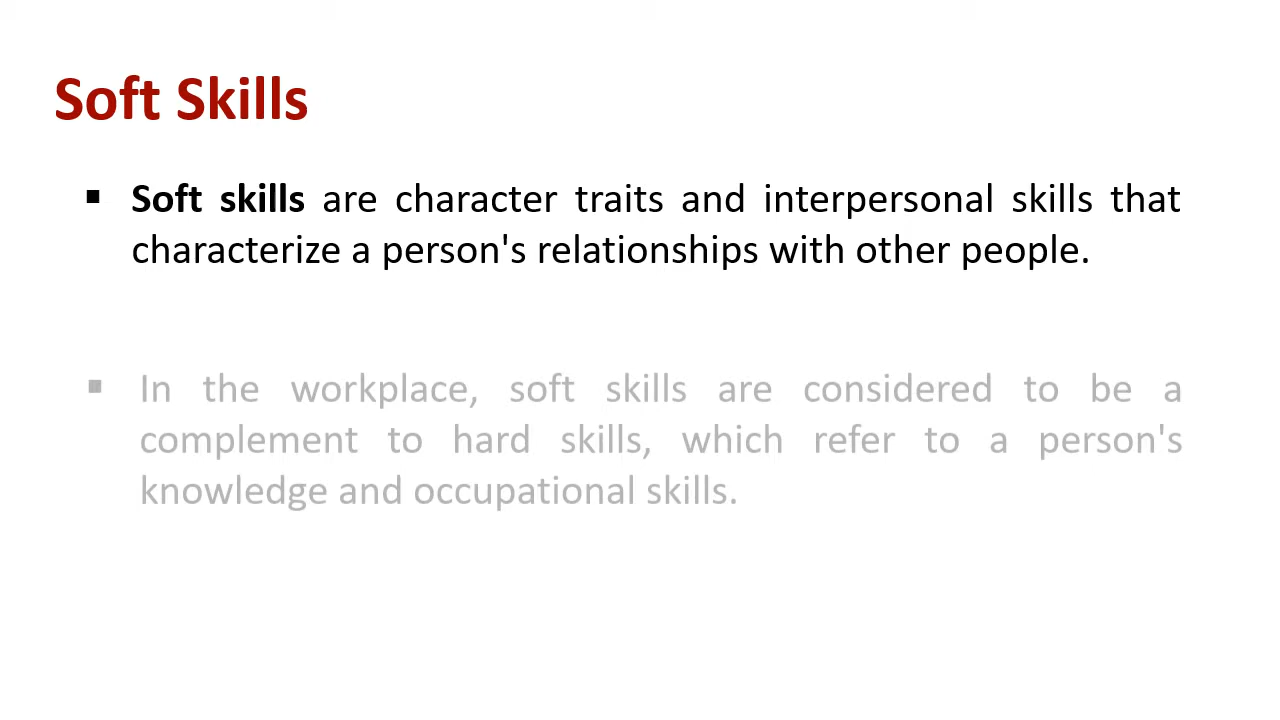 Soft Skills
▪ Soft skills are character traits and interpersonal skills that
characterize a person's relationships with other people.
▪ In the workplace, soft skills are considered to be a
complement to hard skills, which refer to a person's
knowledge and occupational skills.